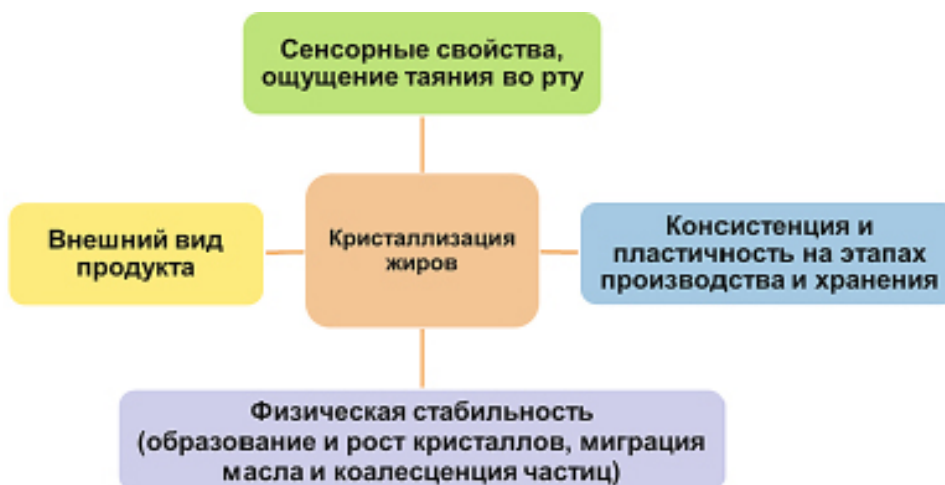 Сенсорные свойства,
ощущение таяния во рту
Внешний вид
продукта
Кристаллизация
жиров
Консистенция и
пластичность на этапах
производства и хранения
Физическая стабильность
(образование и рост кристаллов, миграция
масла и коалесценция частиц)